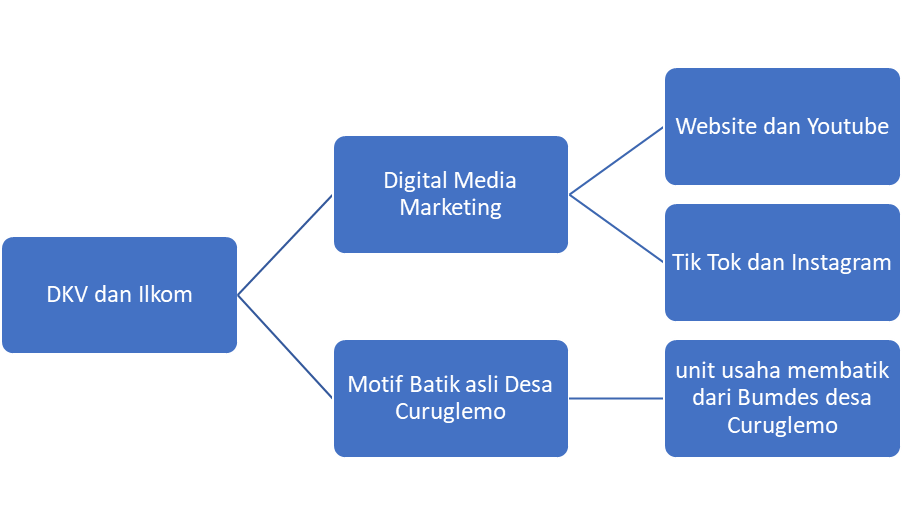 DKV dan Ilkom
Digital Media
Marketing
Website dan Youtube
Tik Tok dan Instagram
Motif Batik asli Desa
Curuglemo
unit usaha membatik
dari Bumdes desa
Curuglemo